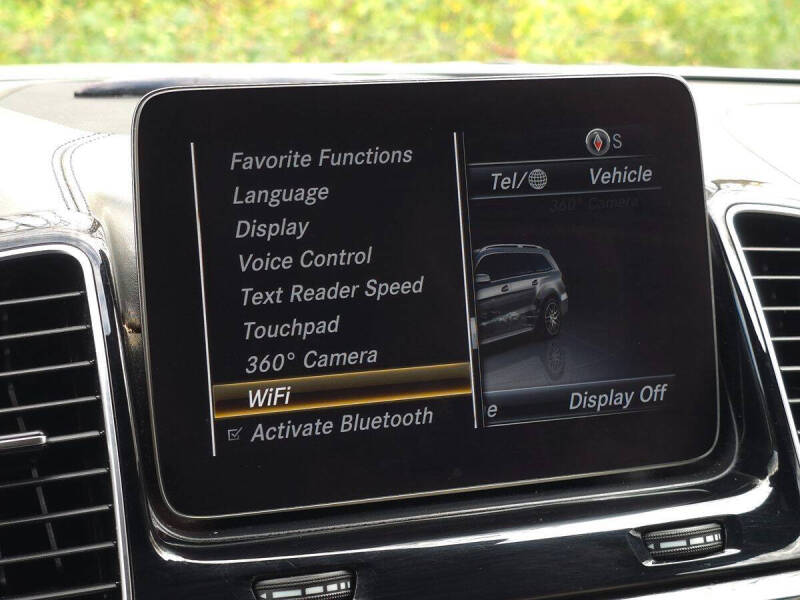 Favorite Functions
Language
Display
Voice Control
Text Reader Speed
Touchpad
360° Camera
WiFi
Activate Bluetooth
S
Tel/ Vehicle
360° Camera
e Display Off